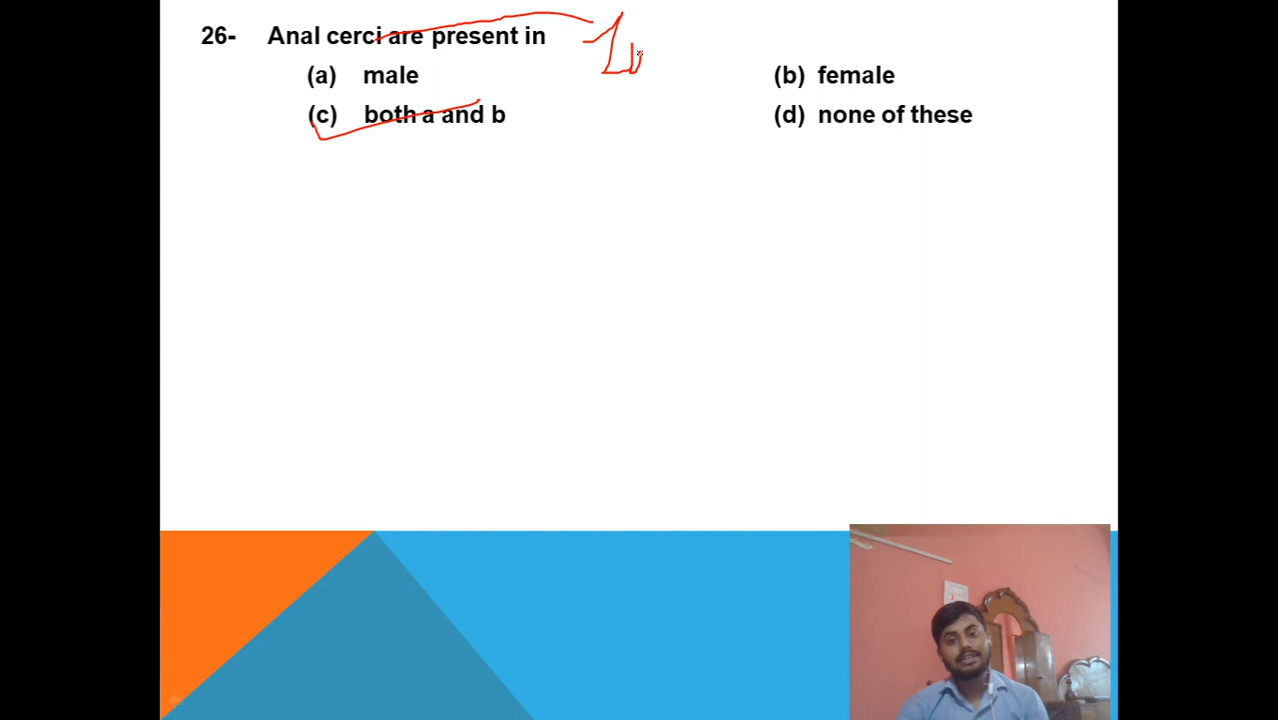 26- Anal cerci are present in
(a) male
(b) female
(c) both a and b
(d) none of these